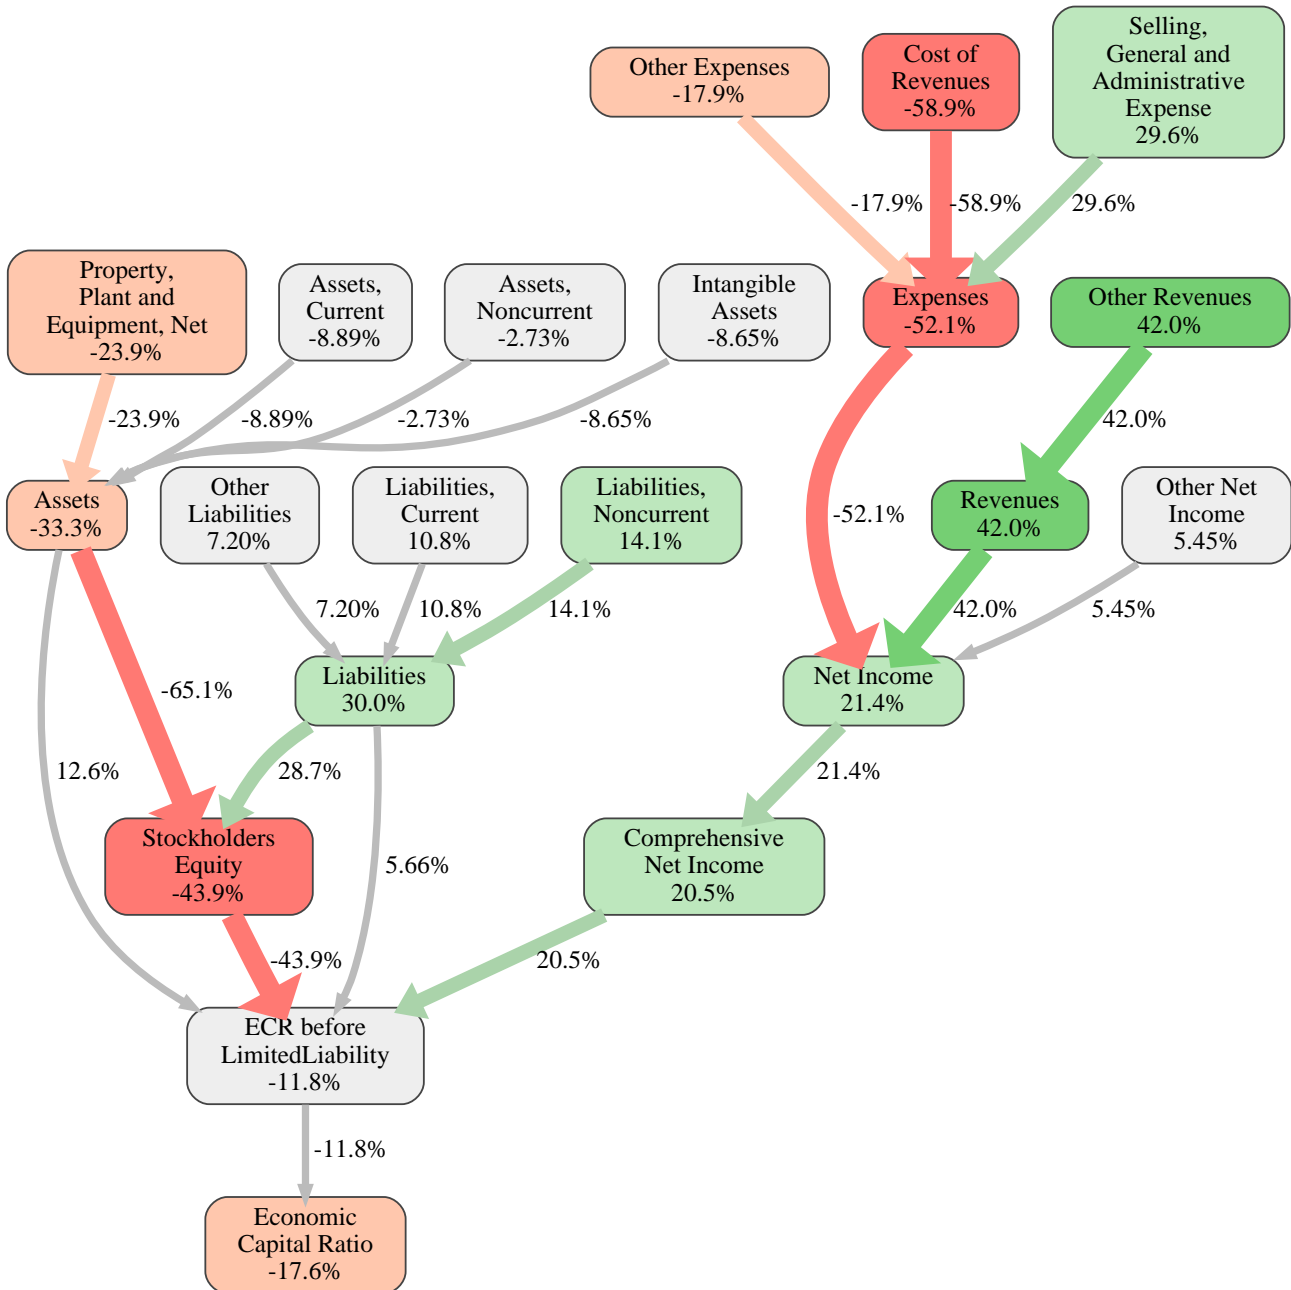 Selling,
General and
Administrative
Expense
29.6%
Cost of
Revenues
-58.9%
Other Expenses
-17.9%
-17.9%
-58.9%
29.6%
Property,
Plant and
Equipment, Net
-23.9%
Assets,
Current
-8.89%
Assets,
Noncurrent
-2.73%
Intangible
Assets
-8.65%
Expenses
-52.1%
Other Revenues
42.0%
-23.9%
-8.89%
-2.73%
-8.65%
42.0%
Assets
-33.3%
Other
Liabilities
7.20%
Liabilities,
Current
10.8%
Liabilities,
Noncurrent
14.1%
-52.1%
Revenues
42.0%
Other Net
Income
5.45%
7.20%
10.8%
14.1%
42.0%
5.45%
-65.1%
Liabilities
30.0%
Net Income
21.4%
12.6%
28.7%
21.4%
Stockholders
Equity
-43.9%
5.66%
Comprehensive
Net Income
20.5%
-43.9%
20.5%
ECR before
LimitedLiability
-11.8%
-11.8%
Economic
Capital Ratio
-17.6%